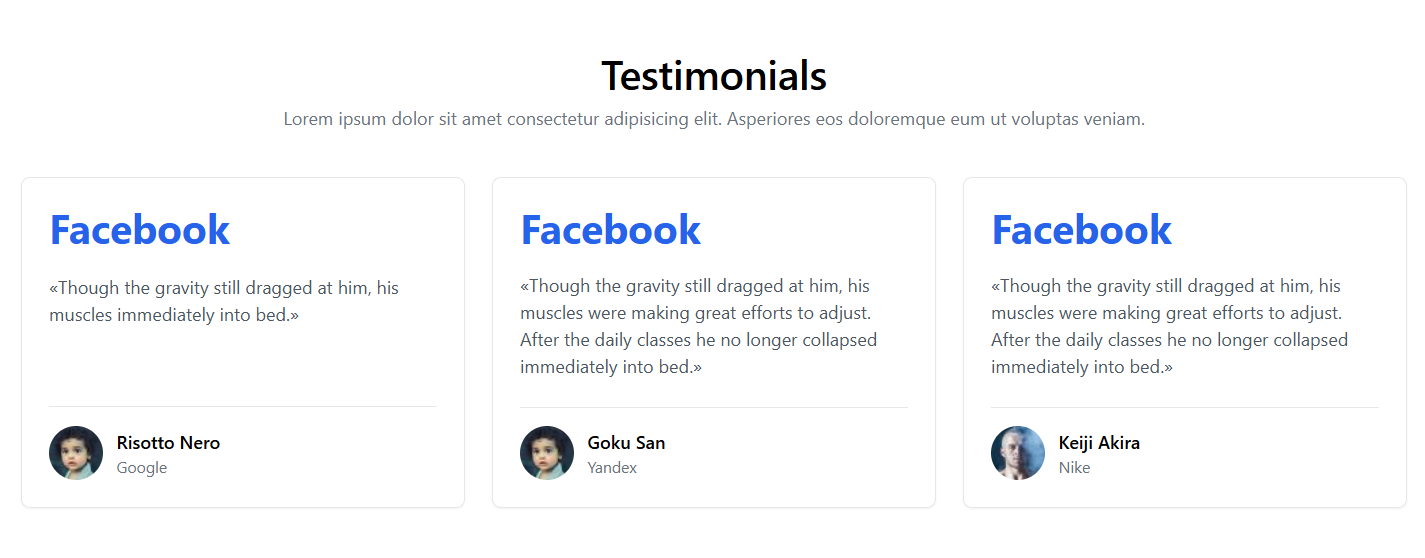 Testimonials
Lorem ipsum dolor sit amet consectetur adipisicing elit. Asperiores eos doloremque eum ut voluptas veniam.
Facebook
«Though the gravity still dragged at him, his
muscles immediately into bed.»
Risotto Nero
Google
Facebook
«Though the gravity still dragged at him, his
muscles were making great efforts to adjust.
After the daily classes he no longer collapsed
immediately into bed.»
Goku San
Yandex
Facebook
«Though the gravity still dragged at him, his
muscles were making great efforts to adjust.
After the daily classes he no longer collapsed
immediately into bed.»
Keiji Akira
Nike